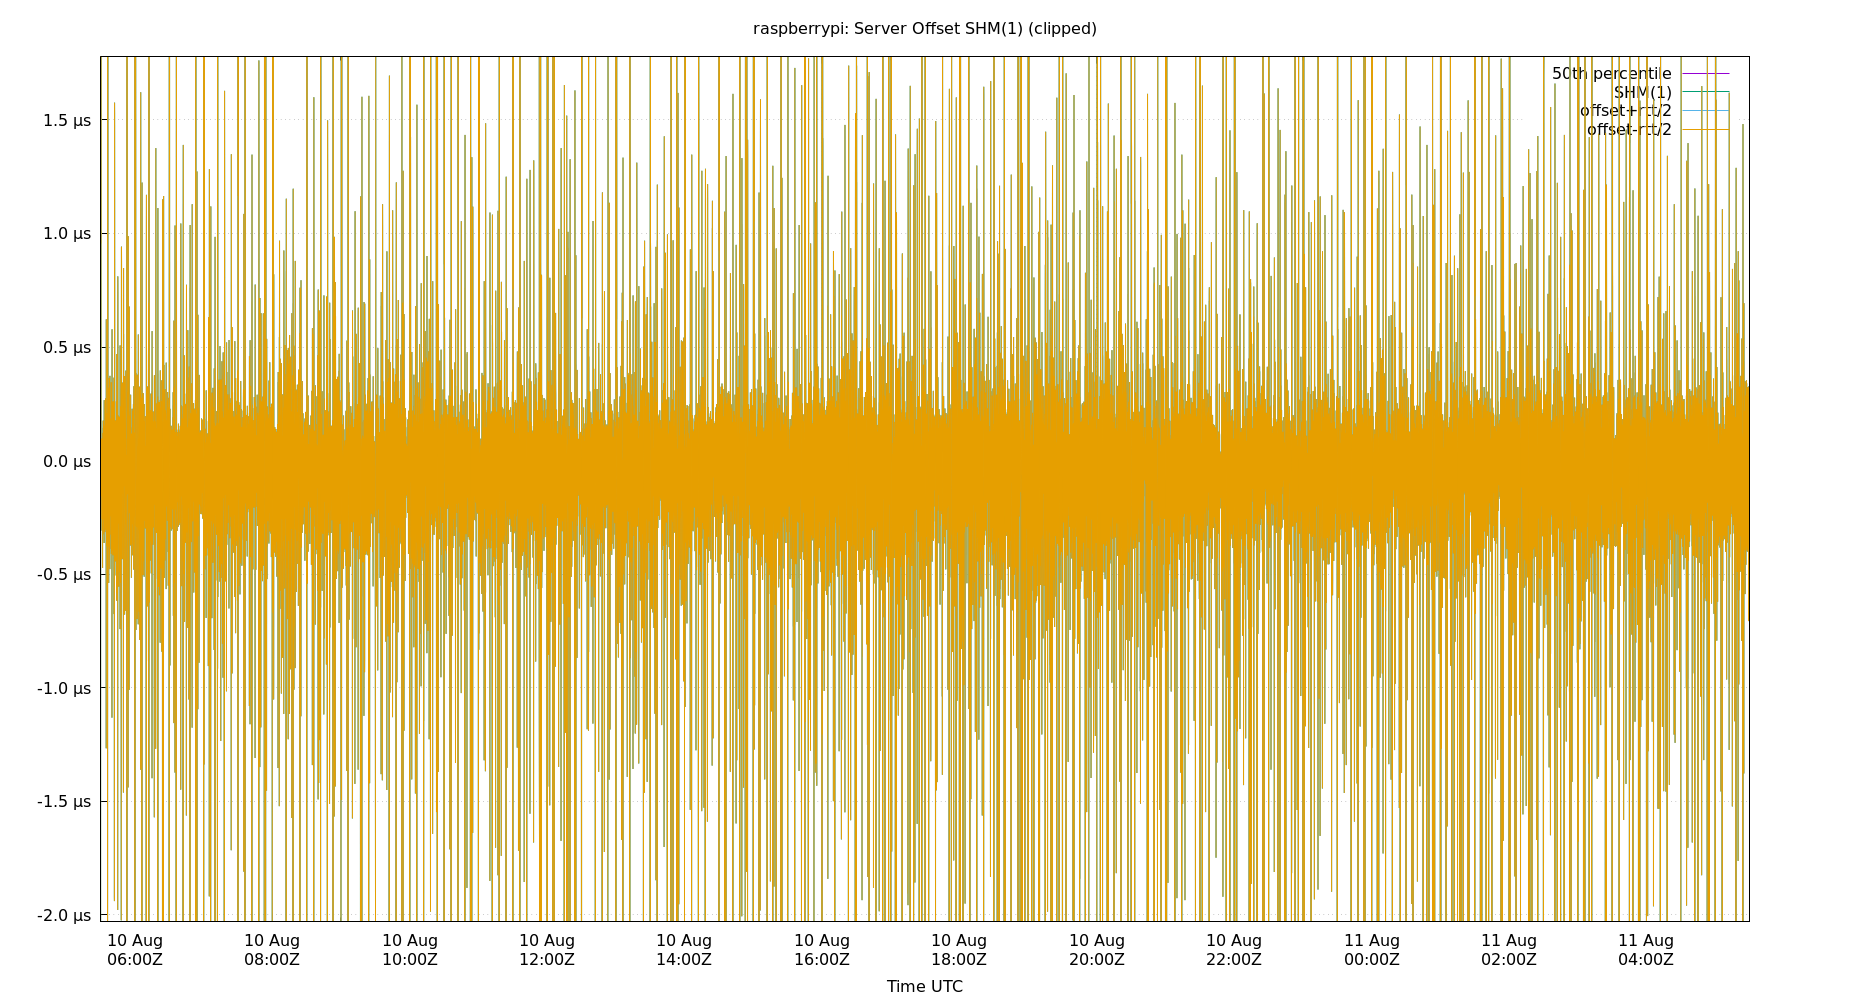 raspberrypi: Server Offset SHM(1) (clipped)
50th percentile
SHM(1)
offset+rtt/2
offset-rtt/2
1.5 µs
1.0 µs
0.5 µs
0.0 µs
-0.5 µs
-1.0 µs
-1.5 µs
-2.0 µs
10 Aug 10 Aug 10 Aug 10 Aug 10 Aug 10 Aug 10 Aug 10 Aug 10 Aug 11 Aug 11 Aug 11 Aug
06:00Z 08:00Z 10:00Z 12:00Z 14:00Z 16:00Z 18:00Z 20:00Z 22:00Z 00:00Z 02:00Z 04:00Z
Time UTC